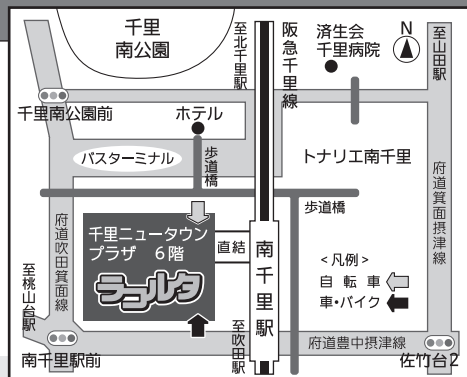 千里
南公園
至北千里駅
阪急千里線
済生会
千里病院
N
至山田駅
千里南公園前
ホテル
バスターミナル
歩道橋
トナリエ南千里
府道箕面摂津線
歩道橋
府道吹田箕面線
千里ニュータウン
プラザ 6階
ラコルタ
直結
南千里駅
<凡例>
自転車
車・バイク
至桃山台駅
至吹田駅
南千里駅前
府道豊中摂津線
佐竹台2